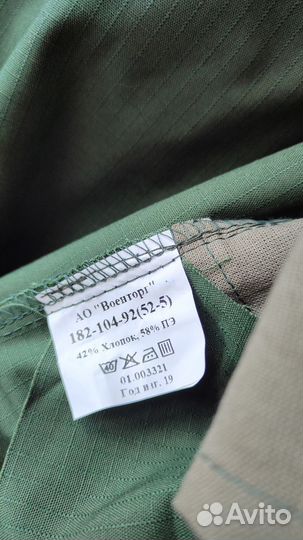 АО "Военторг"
182-104-92(52-5)
42% Хлопок, 58% ПЭ
40
01.003321
Год изг. 19
Avito